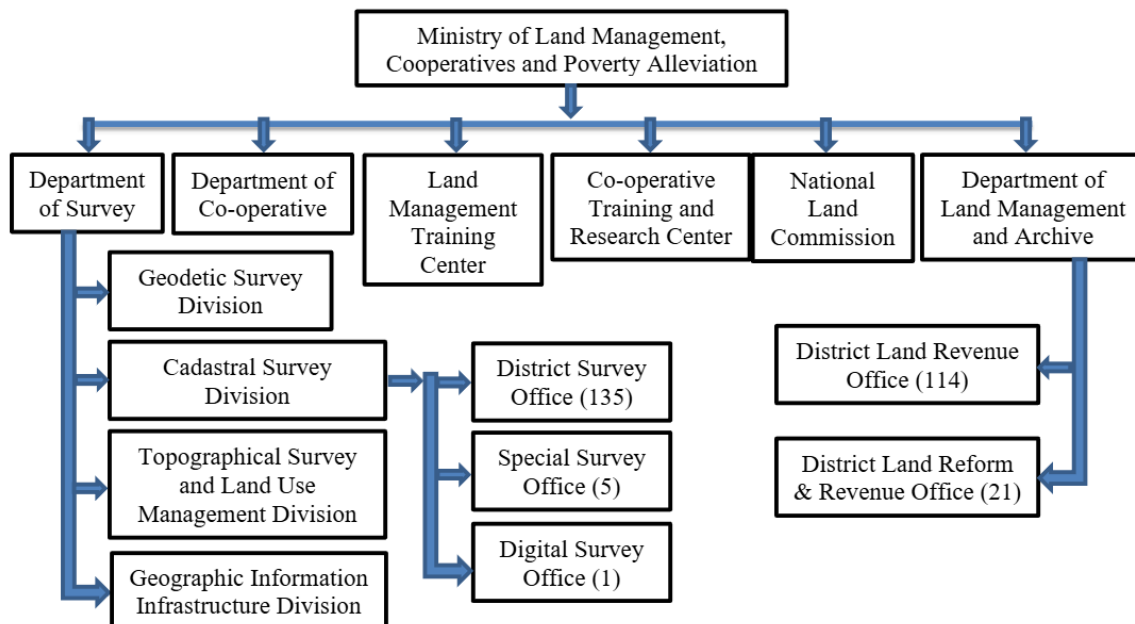 Ministry of Land Management,
Cooperatives and Poverty Alleviation
Department
of Survey
Department of
Co-operative
Land
Management
Training
Center
Co-operative
Training and
Research Center
National
Land
Commission
Department of
Land Management
and Archive
Geodetic Survey
Division
Cadastral Survey
Division
Topographical Survey
and Land Use
Management Division
Geographic Information
Infrastructure Division
District Survey
Office (135)
Special Survey
Office (5)
Digital Survey
Office (1)
District Land Revenue
Office (114)
District Land Reform
& Revenue Office (21)